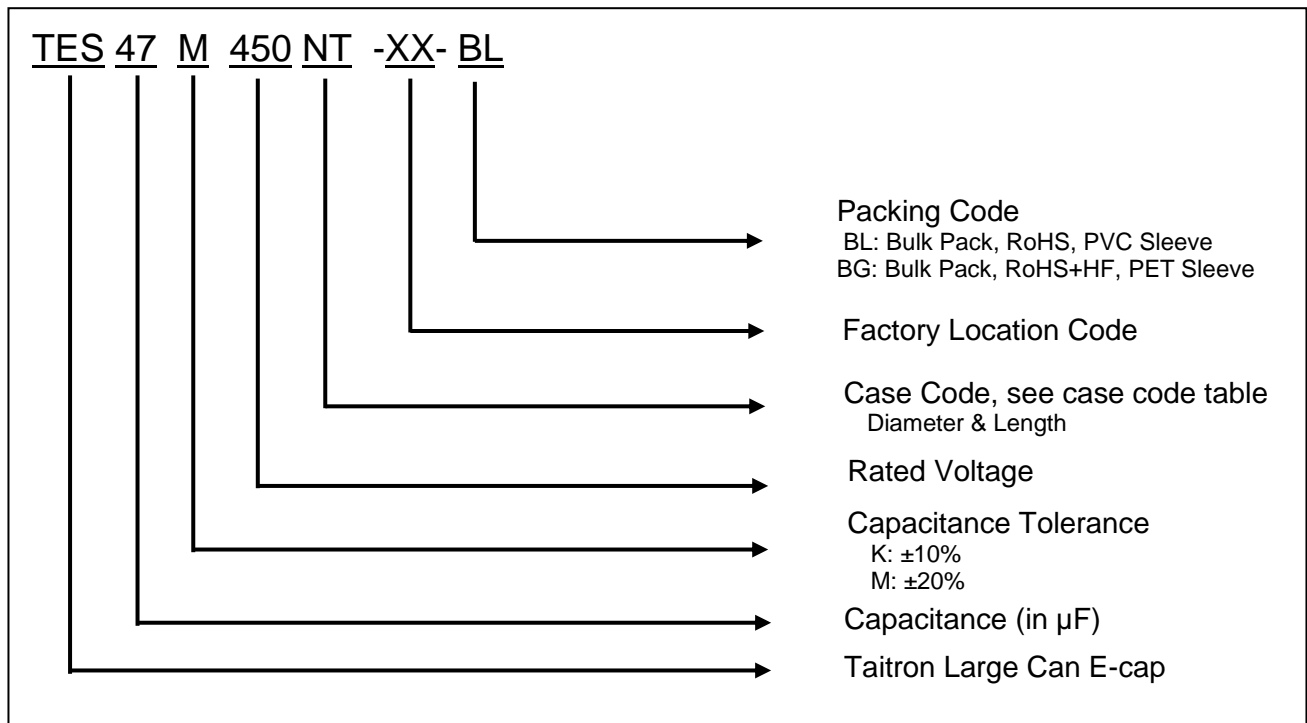 TES 47 M 450 NT -XX- BL
Packing Code
BL: Bulk Pack, RoHS, PVC Sleeve
BG: Bulk Pack, RoHS+HF, PET Sleeve
Factory Location Code
Case Code, see case code table
Diameter & Length
Rated Voltage
Capacitance Tolerance
K: ±10%
M: ±20%
Capacitance (in µF)
Taitron Large Can E-cap